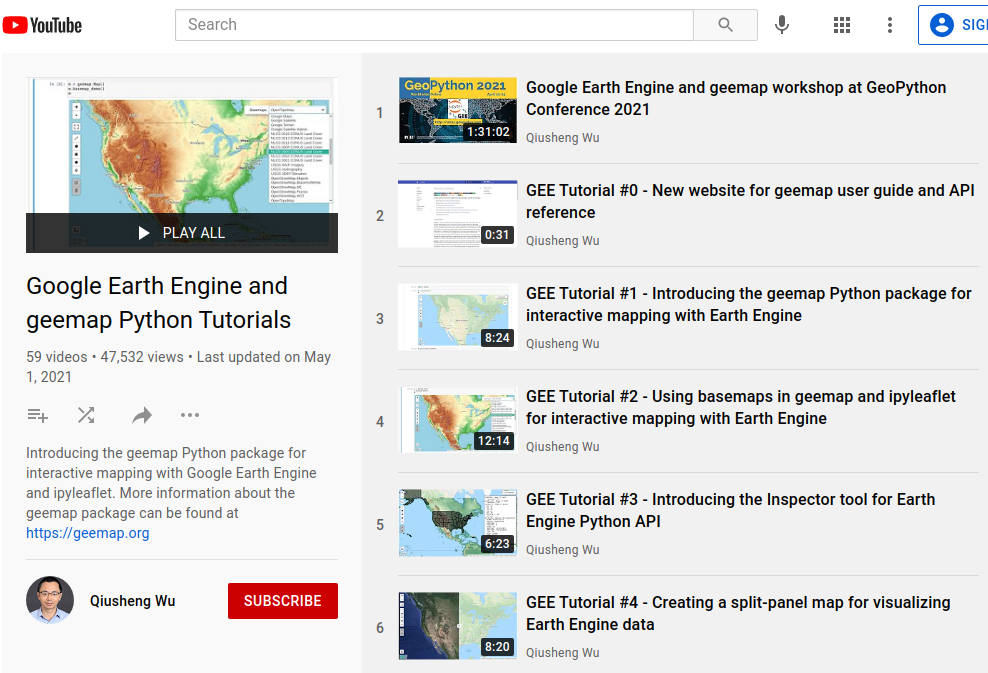 YouTube
Search
SIG
PLAY ALL
Google Earth Engine and
geemap Python Tutorials
59 videos • 47,532 views • Last updated on May
1, 2021
Introducing the geemap Python package for
interactive mapping with Google Earth Engine
and ipyleaflet. More information about the
geemap package can be found at
https://geemap.org
Qiusheng Wu
SUBSCRIBE
1
GeoPython 2021
GEE
1:31:02
Google Earth Engine and geemap workshop at GeoPython
Conference 2021
Qiusheng Wu
2
0:31
GEE Tutorial #0 - New website for geemap user guide and API
reference
Qiusheng Wu
3
8:24
GEE Tutorial #1 - Introducing the geemap Python package for
interactive mapping with Earth Engine
Qiusheng Wu
4
12:14
GEE Tutorial #2 - Using basemaps in geemap and ipyleaflet
for interactive mapping with Earth Engine
Qiusheng Wu
5
6:23
GEE Tutorial #3 - Introducing the Inspector tool for Earth
Engine Python API
Qiusheng Wu
6
8:20
GEE Tutorial #4 - Creating a split-panel map for visualizing
Earth Engine data
Qiusheng Wu